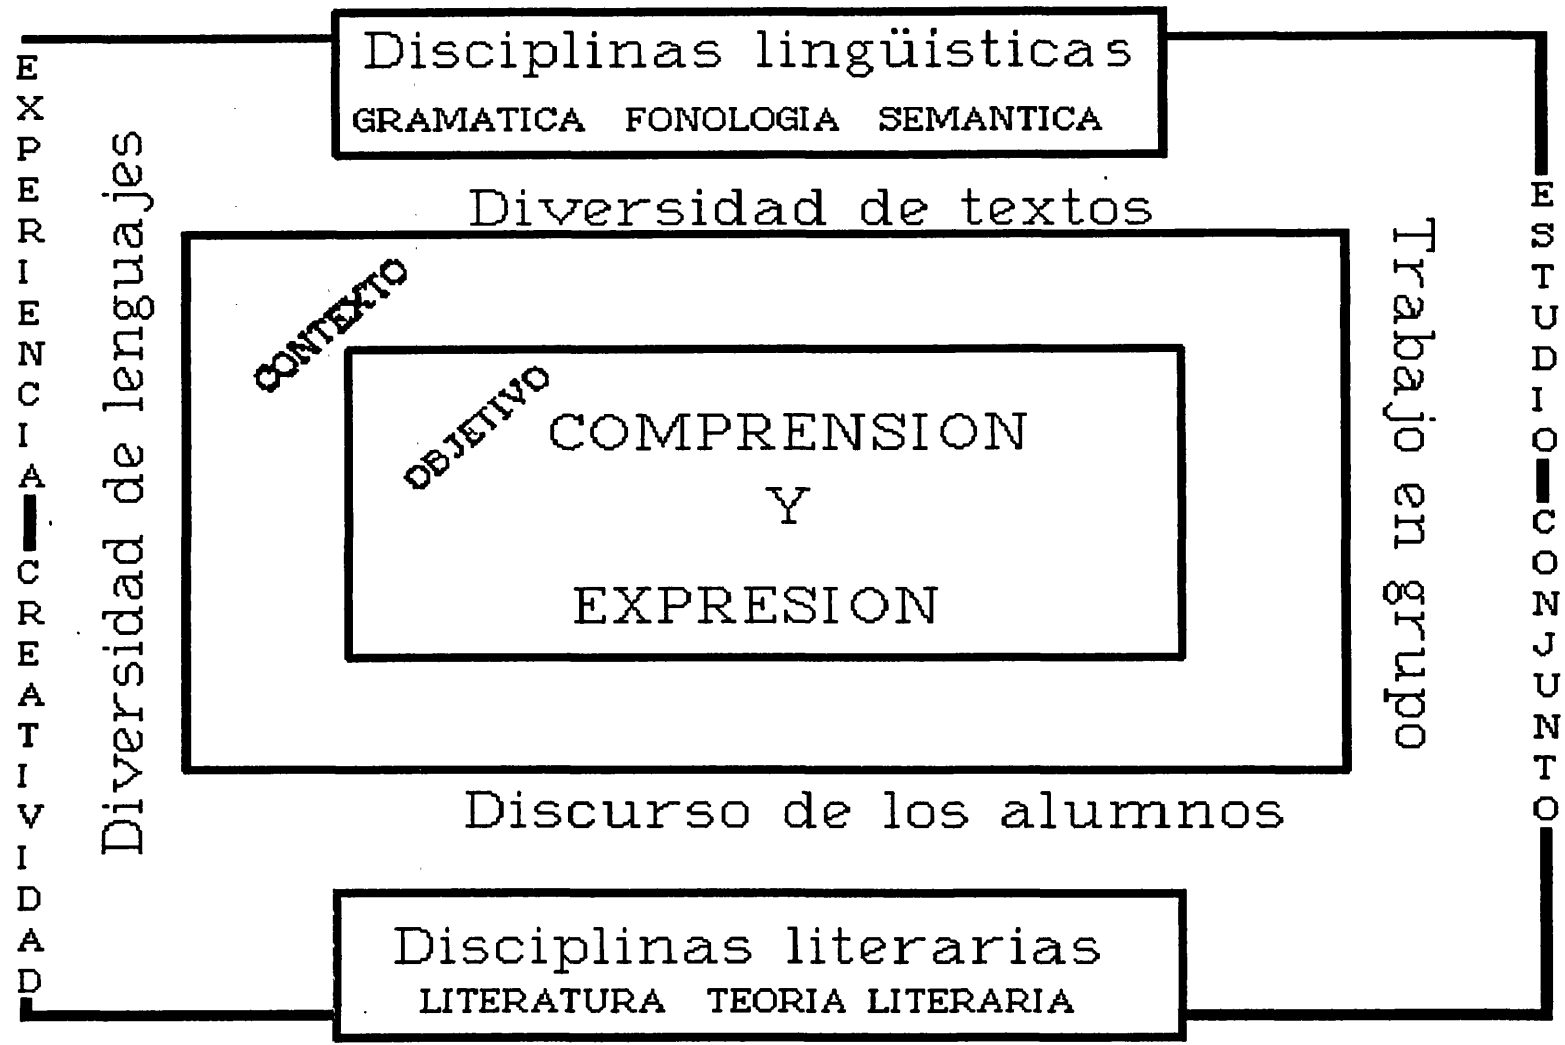 Disciplinas lingüísticas
GRAMATICA FONOLOGIA SEMANTICA
EXPERIENCIA
CREATIVIDAD
Diversidad de lenguajes
Diversidad de textos
CONTEXTO
OBJETIVO
COMPRENSION
Y
EXPRESION
Trabajo en grupo
ESTUDIO
CONJUNTO
Discurso de los alumnos
Disciplinas literarias
LITERATURA TEORIA LITERARIA